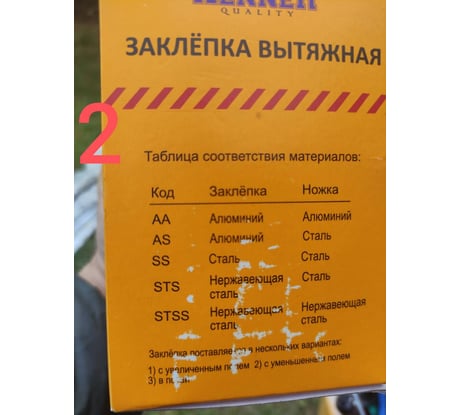 QUALITY
ЗАКЛЁПКА ВЫТЯЖНАЯ
2
Таблица соответствия материалов:
Код Заклёпка Ножка
AA Алюминий Алюминий
AS Алюминий Сталь
SS Сталь Сталь
STS Нержавеющая сталь Сталь
STSS Нержавеющая сталь Нержавеющая сталь
Заклёпка поставляется в нескольких вариантах:
1) с увеличенным полем 2) с уменьшенным полем
3) в